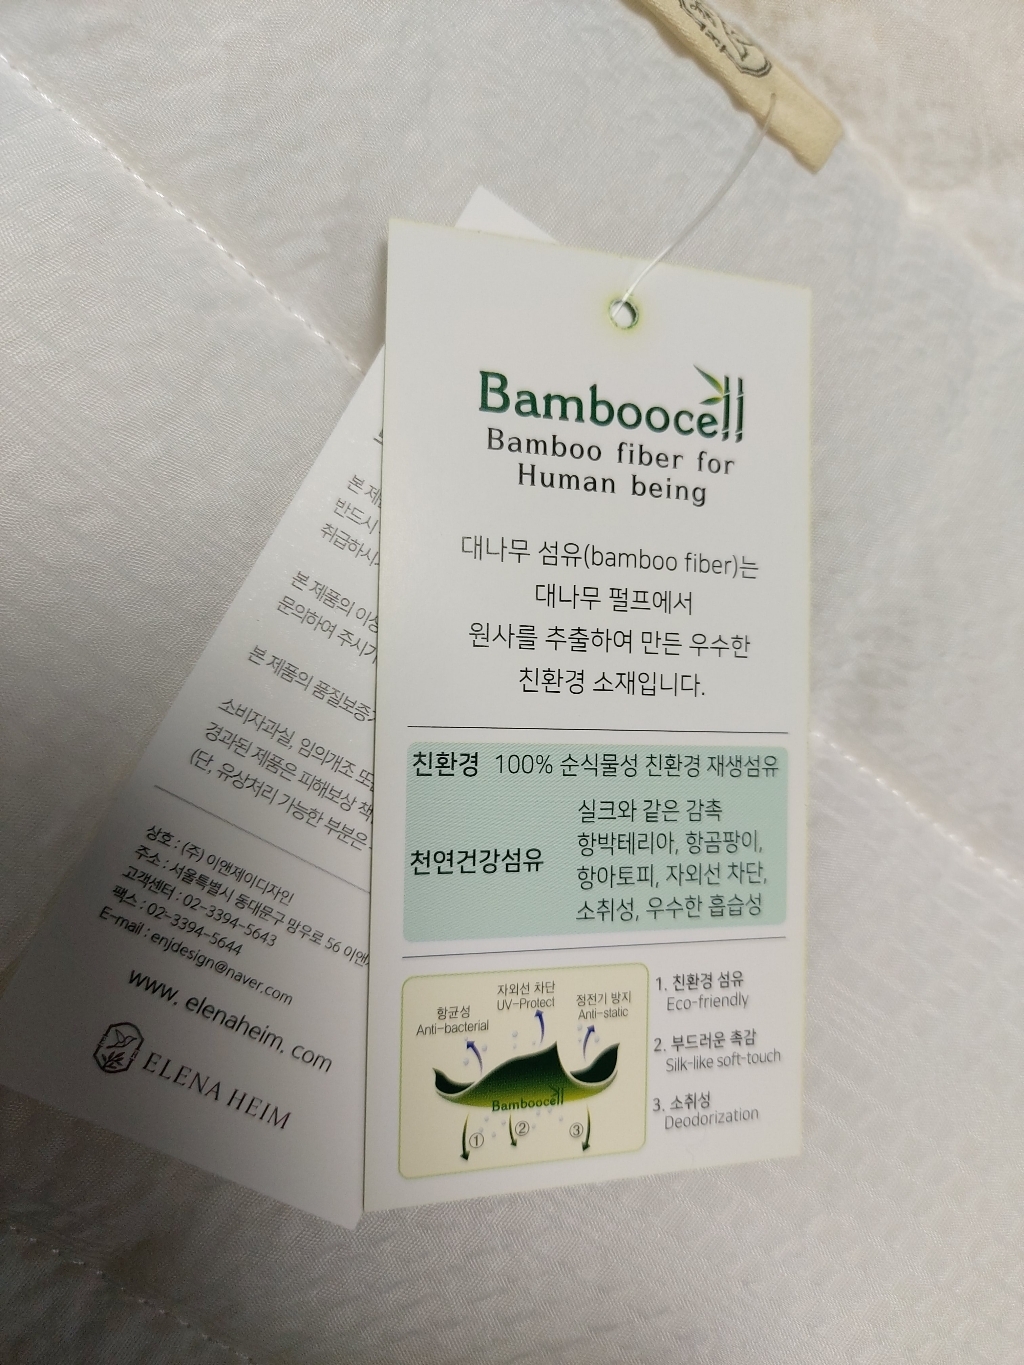 Bamboocell
Bamboo fiber for
Human being
대나무 섬유(bamboo fiber)는
대나무 펄프에서
원사를 추출하여 만든 우수한
친환경 소재입니다.
친환경 100% 순식물성 친환경 재생섬유
천연건강섬유
실크와 같은 감촉
항박테리아, 항곰팡이,
항아토피, 자외선 차단,
소취성, 우수한 흡습성
항균성
Anti-bacterial
자외선 차단
UV-Protect
정전기 방지
Anti-static
Bamboocell
① ② ③
1. 친환경 섬유
Eco-friendly
2. 부드러운 촉감
Silk-like soft-touch
3. 소취성
Deodorization
본 제품
반드시
취급하시
본 제품의 이상
문의하여 주시기
본 제품의 품질보증
소비자과실, 임의개조 또는
경과된 제품은 피해보상 책
(단, 유상처리 가능한 부분은
상호 : (주) 이앤제이디자인
주소 : 서울특별시 동대문구 망우로 56 이앤
고객센터 : 02-3394-5643
팩스 : 02-3394-5644
E-mail : enjdesign@naver.com
www. elenaheim. com
ELENA HEIM